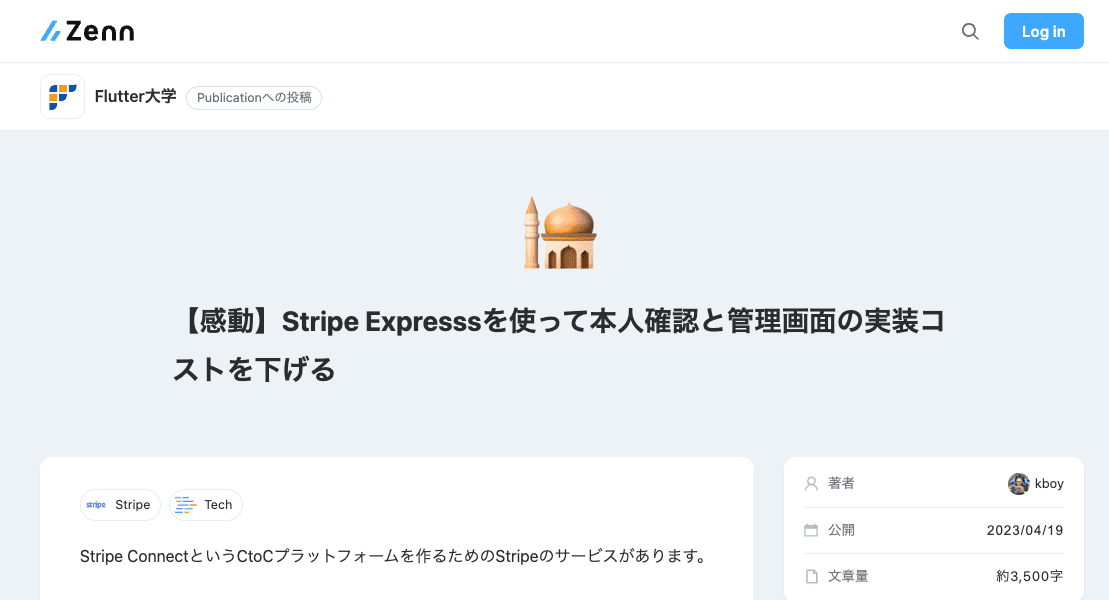 Zenn
Log in
Flutter大学
Publicationへの投稿
【感動】Stripe Expresssを使って本人確認と管理画面の実装コ
ストを下げる
stripe Stripe
Tech
Stripe ConnectというCtoCプラットフォームを作るためのStripeのサービスがあります。
著者 kboy
公開 2023/04/19
文章量 約3,500字